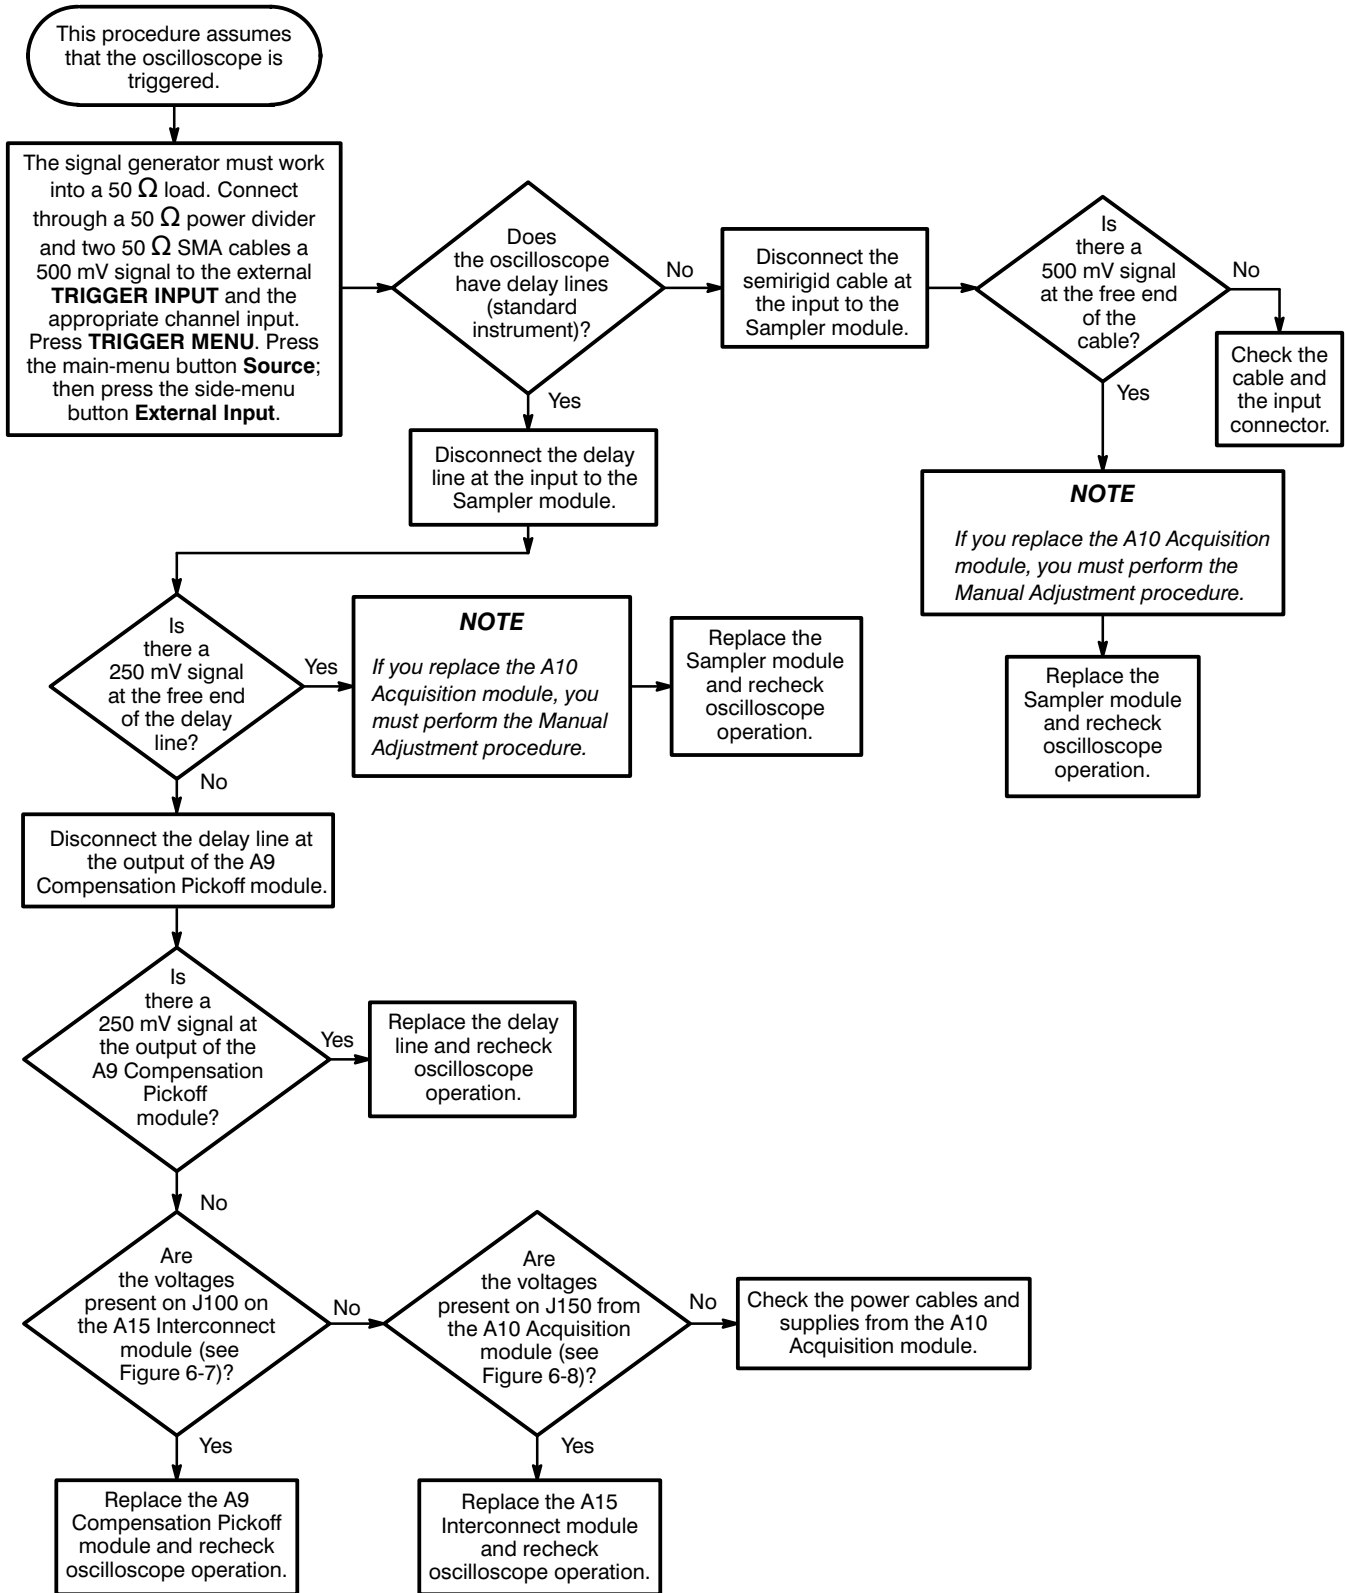 This procedure assumes
that the oscilloscope is
triggered.
The signal generator must work
into a 50 Ω load. Connect
through a 50 Ω power divider
and two 50 Ω SMA cables a
500 mV signal to the external
TRIGGER INPUT and the
appropriate channel input.
Press TRIGGER MENU. Press
the main-menu button Source;
then press the side-menu
button External Input.
Does
the oscilloscope
have delay lines
(standard
instrument)?
No
Disconnect the
semirigid cable at
the input to the
Sampler module.
Is
there a
500 mV signal
at the free end
of the
cable?
No
Check the
cable and
the input
connector.
Yes
NOTE
If you replace the A10 Acquisition
module, you must perform the
Manual Adjustment procedure.
Replace the
Sampler module
and recheck
oscilloscope
operation.
Yes
Disconnect the delay
line at the input to the
Sampler module.
Is
there a
250 mV signal
at the free end
of the delay
line?
Yes
NOTE
If you replace the A10
Acquisition module, you
must perform the Manual
Adjustment procedure.
Replace the
Sampler module
and recheck
oscilloscope
operation.
No
Disconnect the delay line at
the output of the A9
Compensation Pickoff module.
Is
there a
250 mV signal at
the output of the
A9 Compensation
Pickoff
module?
Yes
Replace the delay
line and recheck
oscilloscope
operation.
No
Are
the voltages
present on J100 on
the A15 Interconnect
module (see
Figure 6-7)?
No
Are
the voltages
present on J150 from
the A10 Acquisition
module (see
Figure 6-8)?
No
Check the power cables and
supplies from the A10
Acquisition module.
Yes
Replace the A9
Compensation Pickoff
module and recheck
oscilloscope operation.
Yes
Replace the A15
Interconnect module
and recheck
oscilloscope operation.